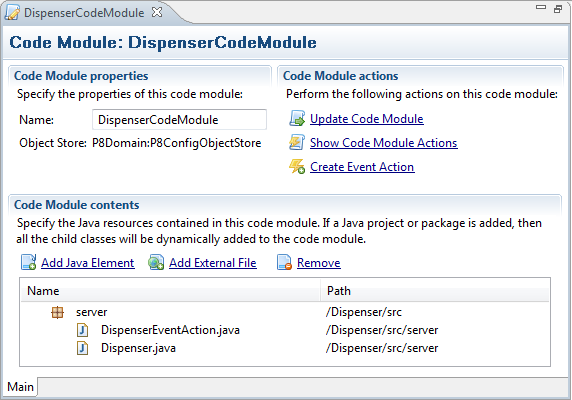 DispenserCodeModule
Code Module: DispenserCodeModule
Code Module properties
Specify the properties of this code module:
Name: DispenserCodeModule
Object Store: P8Domain:P8ConfigObjectStore
Code Module actions
Perform the following actions on this code module:
Update Code Module
Show Code Module Actions
Create Event Action
Code Module contents
Specify the Java resources contained in this code module. If a Java project or package is added, then
all the child classes will be dynamically added to the code module.
Add Java Element Add External File Remove
Name Path
server /Dispenser/src
DispenserEventAction.java /Dispenser/src/server
Dispenser.java /Dispenser/src/server
Main